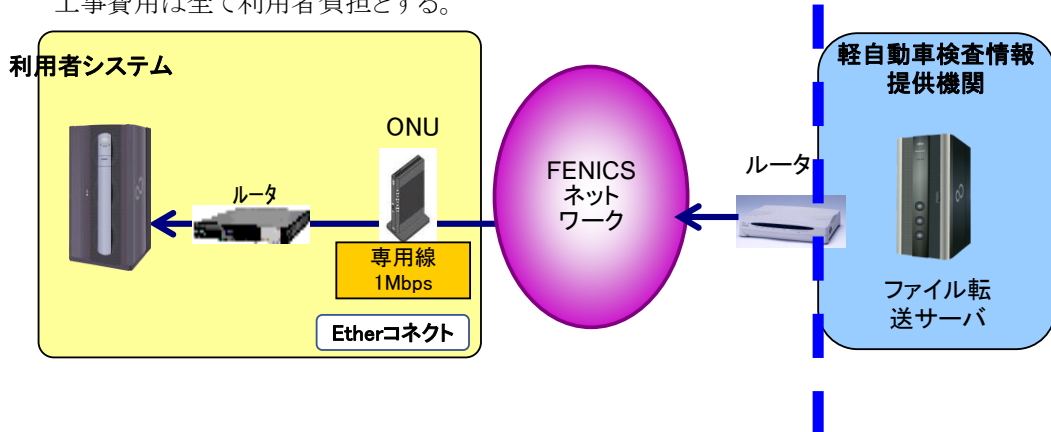 工事費用は全て利用者負担とする。
利用者システム
ONU
ルータ
専用線
1Mbps
Etherコネクト
FENICS
ネット
ワーク
ルータ
軽自動車検査情報
提供機関
ファイル転
送サーバ